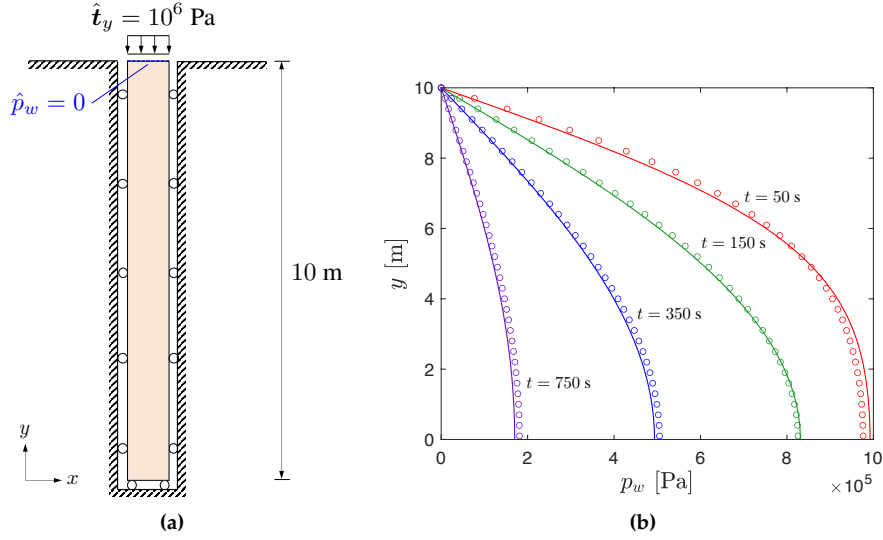 t̂_y = 10^6 Pa
p̂_w = 0
10 m
y
x
(a)
10
8
6
4
2
0
y [m]
t = 50 s
t = 150 s
t = 350 s
t = 750 s
0
2
4
6
8
10
p_w [Pa]
×10^5
(b)